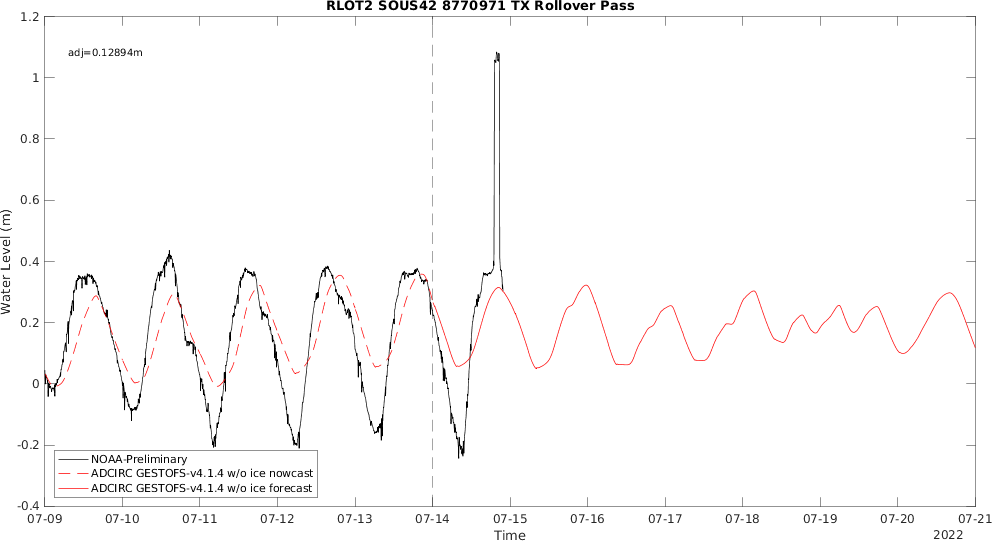 RLOT2 SOUS42 8770971 TX Rollover Pass
adj=0.12894m
1.2
1
0.8
0.6
0.4
0.2
0
-0.2
-0.4
Water Level (m)
NOAA-Preliminary
ADCIRC GESTOFS-v4.1.4 w/o ice nowcast
ADCIRC GESTOFS-v4.1.4 w/o ice forecast
07-09 07-10 07-11 07-12 07-13 07-14 07-15 07-16 07-17 07-18 07-19 07-20 07-21
Time
2022